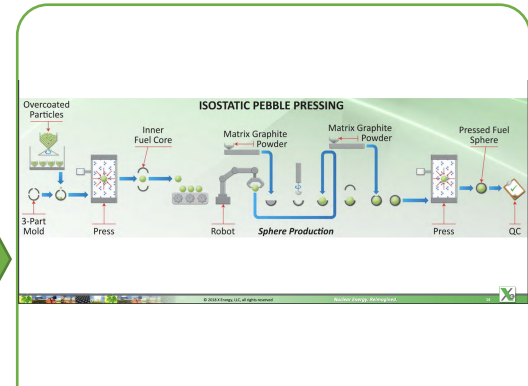 ISOSTATIC PEBBLE PRESSING
Overcoated
Particles
Inner
Fuel Core
Matrix Graphite
Powder
Matrix Graphite
Powder
Pressed Fuel
Sphere
3-Part
Mold
Press
Robot
Sphere Production
Press
QC
© 2018 X Energy, LLC, all rights reserved
Nuclear Energy. Reimagined.